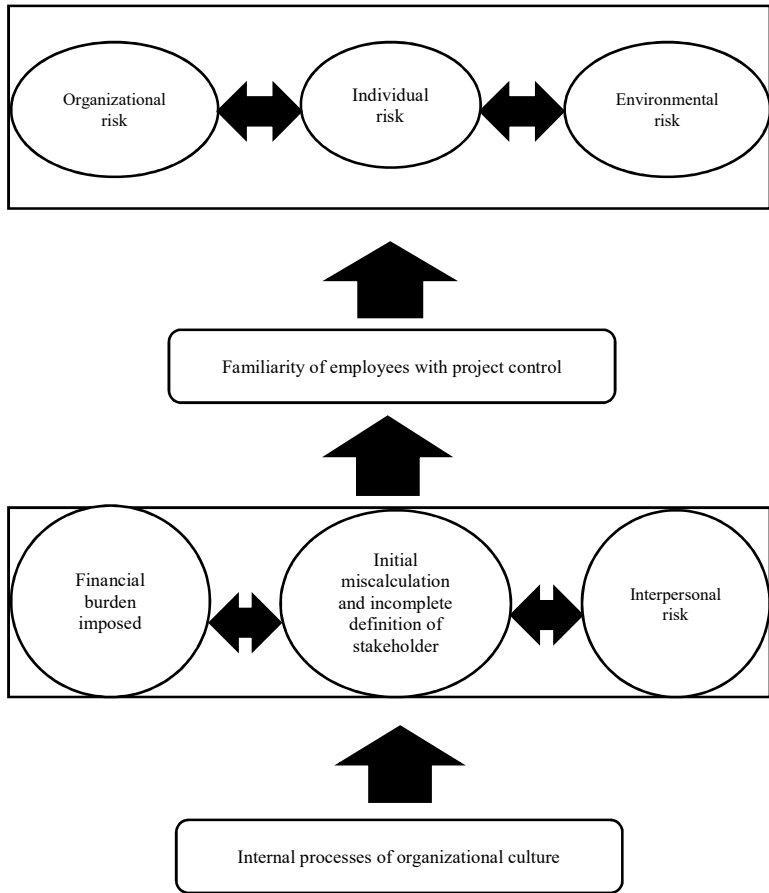 Organizational
risk
Individual
risk
Environmental
risk
Familiarity of employees with project control
Financial
burden
imposed
Initial
miscalculation
and incomplete
definition of
stakeholder
Interpersonal
risk
Internal processes of organizational culture